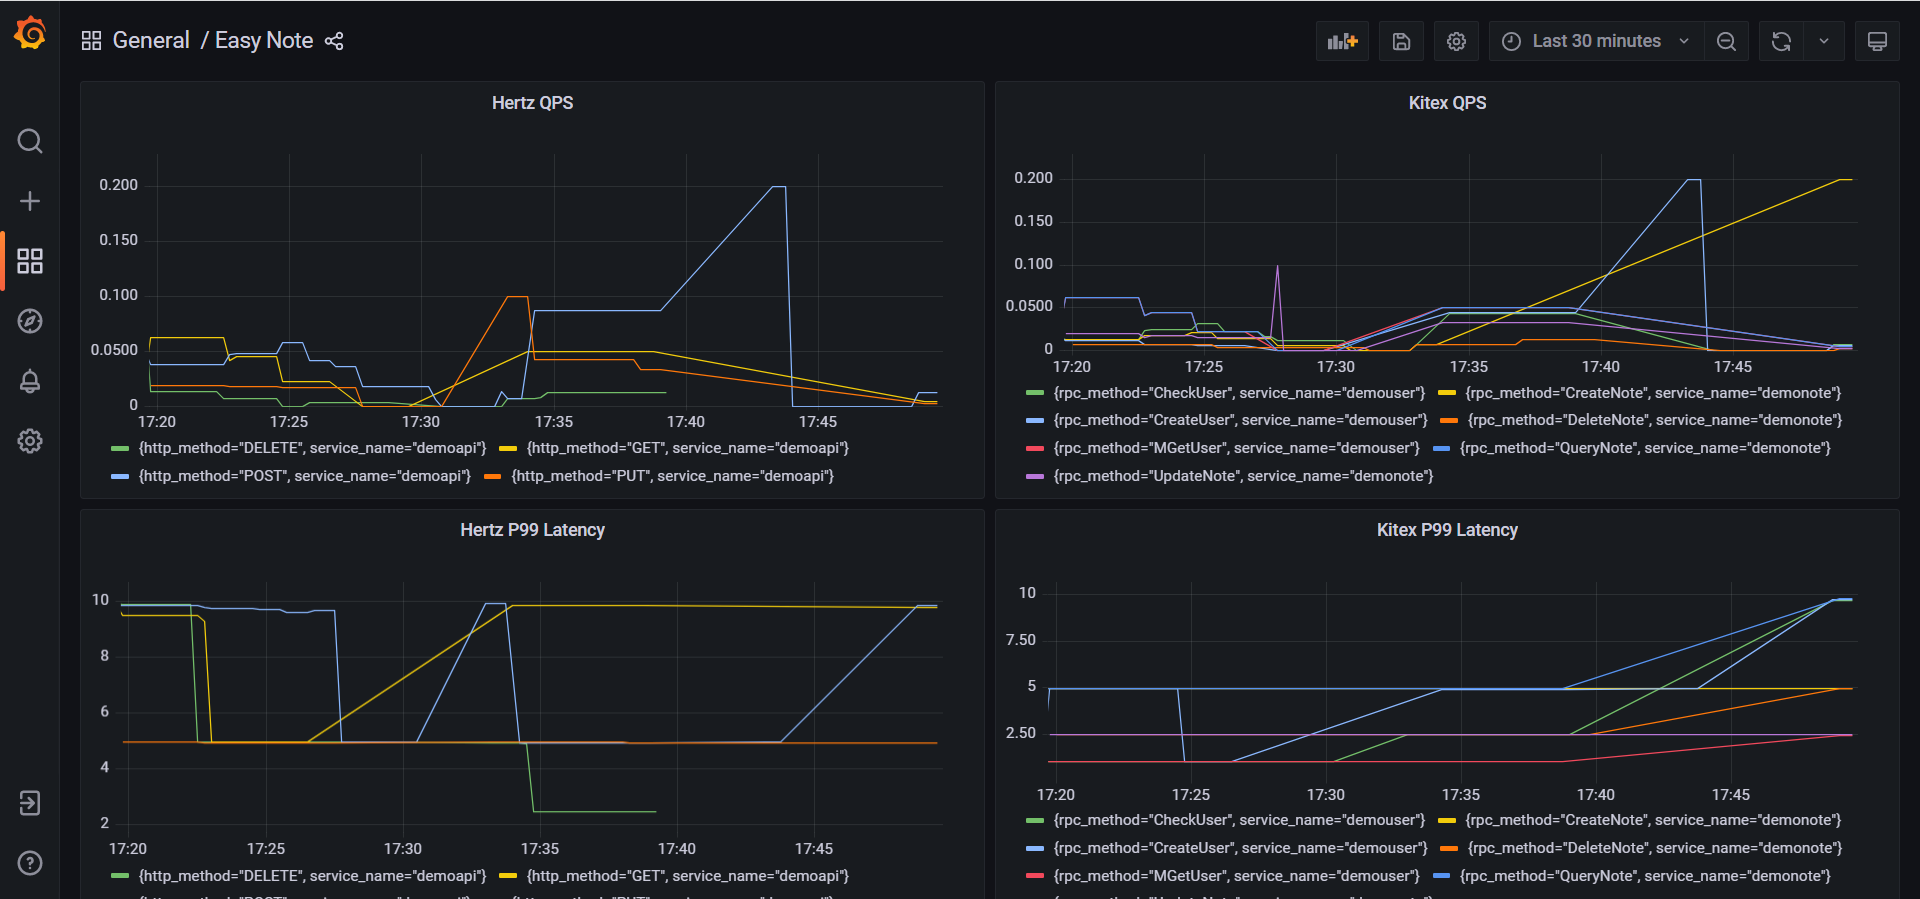 General / Easy Note
Last 30 minutes
Hertz QPS
0.200
0.150
0.100
0.0500
0
17:20 17:25 17:30 17:35 17:40 17:45
{http_method="DELETE", service_name="demoapi"} {http_method="GET", service_name="demoapi"}
{http_method="POST", service_name="demoapi"} {http_method="PUT", service_name="demoapi"}
Kitex QPS
0.200
0.150
0.100
0.0500
0
17:20 17:25 17:30 17:35 17:40 17:45
{rpc_method="CheckUser", service_name="demouser"} {rpc_method="CreateNote", service_name="demonote"}
{rpc_method="CreateUser", service_name="demouser"} {rpc_method="DeleteNote", service_name="demonote"}
{rpc_method="MGetUser", service_name="demouser"} {rpc_method="QueryNote", service_name="demonote"}
{rpc_method="UpdateNote", service_name="demonote"}
Hertz P99 Latency
10
8
6
4
2
17:20 17:25 17:30 17:35 17:40 17:45
{http_method="DELETE", service_name="demoapi"} {http_method="GET", service_name="demoapi"}
Kitex P99 Latency
10
7.50
5
2.50
17:20 17:25 17:30 17:35 17:40 17:45
{rpc_method="CheckUser", service_name="demouser"} {rpc_method="CreateNote", service_name="demonote"}
{rpc_method="CreateUser", service_name="demouser"} {rpc_method="DeleteNote", service_name="demonote"}
{rpc_method="MGetUser", service_name="demouser"} {rpc_method="QueryNote", service_name="demonote"}